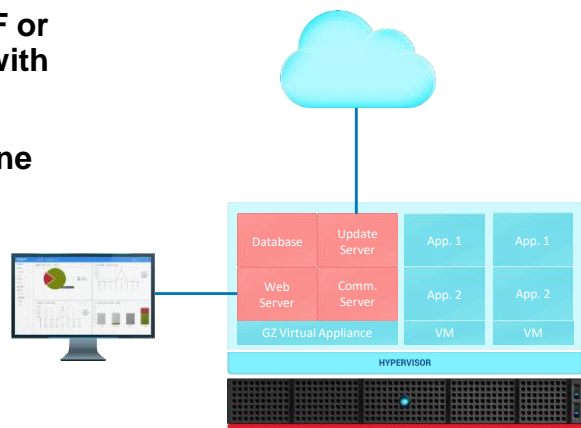 F or
with
ne
Database
Update
Server
App. 1
App. 1
Web
Server
Comm.
Server
App. 2
App. 2
GZ Virtual Appliance
VM
VM
HYPERVISOR